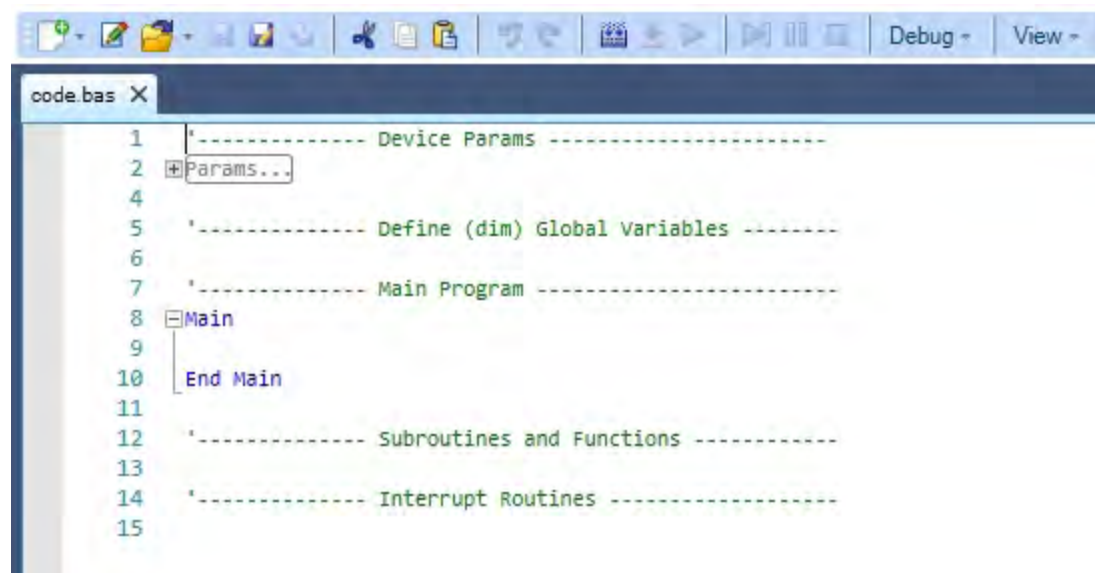 Debug View
code.bas X
1 '-------------- Device Params -----------------------
2 Params...
4
5 '-------------- Define (dim) Global Variables --------
6
7 '-------------- Main Program -------------------------
8 Main
9
10 End Main
11
12 '-------------- Subroutines and Functions ------------
13
14 '-------------- Interrupt Routines -------------------
15